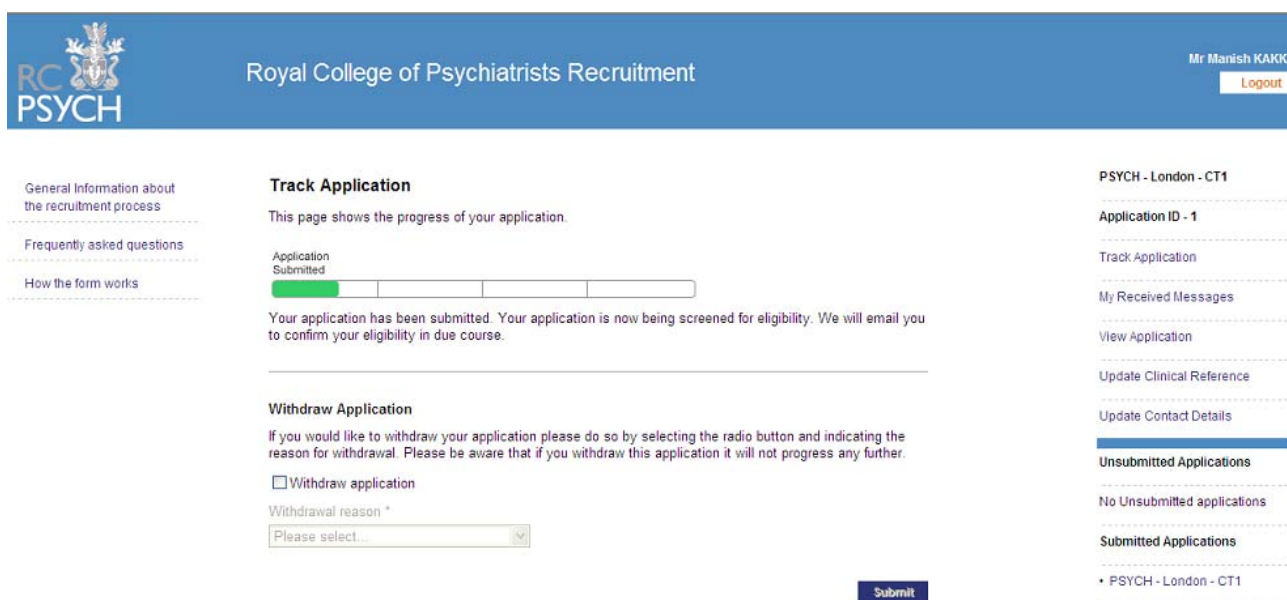 RC
PSYCH
Royal College of Psychiatrists Recruitment
Mr Manish KAKK
Logout
General Information about
the recruitment process
Frequently asked questions
How the form works
Track Application
This page shows the progress of your application.
Application
Submitted
Your application has been submitted. Your application is now being screened for eligibility. We will email you
to confirm your eligibility in due course.
Withdraw Application
If you would like to withdraw your application please do so by selecting the radio button and indicating the
reason for withdrawal. Please be aware that if you withdraw this application it will not progress any further.
Withdraw application
Withdrawal reason *
Please select...
Submit
PSYCH - London - CT1
Application ID - 1
Track Application
My Received Messages
View Application
Update Clinical Reference
Update Contact Details
Unsubmitted Applications
No Unsubmitted applications
Submitted Applications
• PSYCH - London - CT1